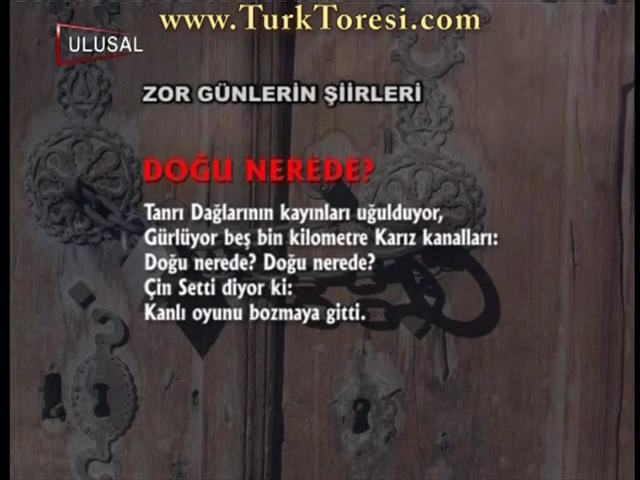 www.TurkToresi.com
ULUSAL
ZOR GÜNLERİN ŞİİRLERİ
DOĞU NEREDE?
Tanrı Dağlarının kayınları uğulduyor,
Gürlüyor beş bin kilometre Karız kanalları:
Doğu nerede? Doğu nerede?
Çin Setti diyor ki:
Kanlı oyunu bozmaya gitti.